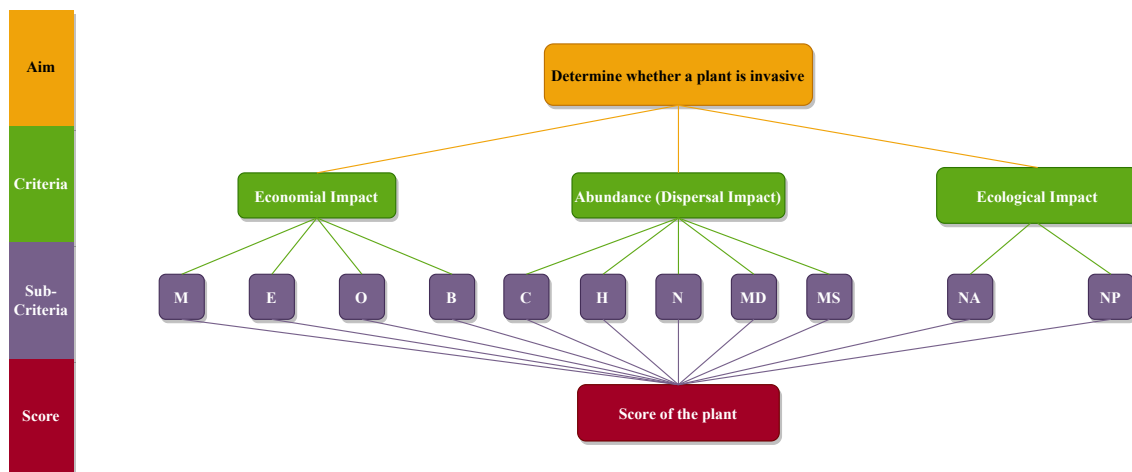 Aim
Determine whether a plant is invasive
Criteria
Economial Impact
Abundance (Dispersal Impact)
Ecological Impact
Sub-
Criteria
M
E
O
B
C
H
N
MD
MS
NA
NP
Score
Score of the plant